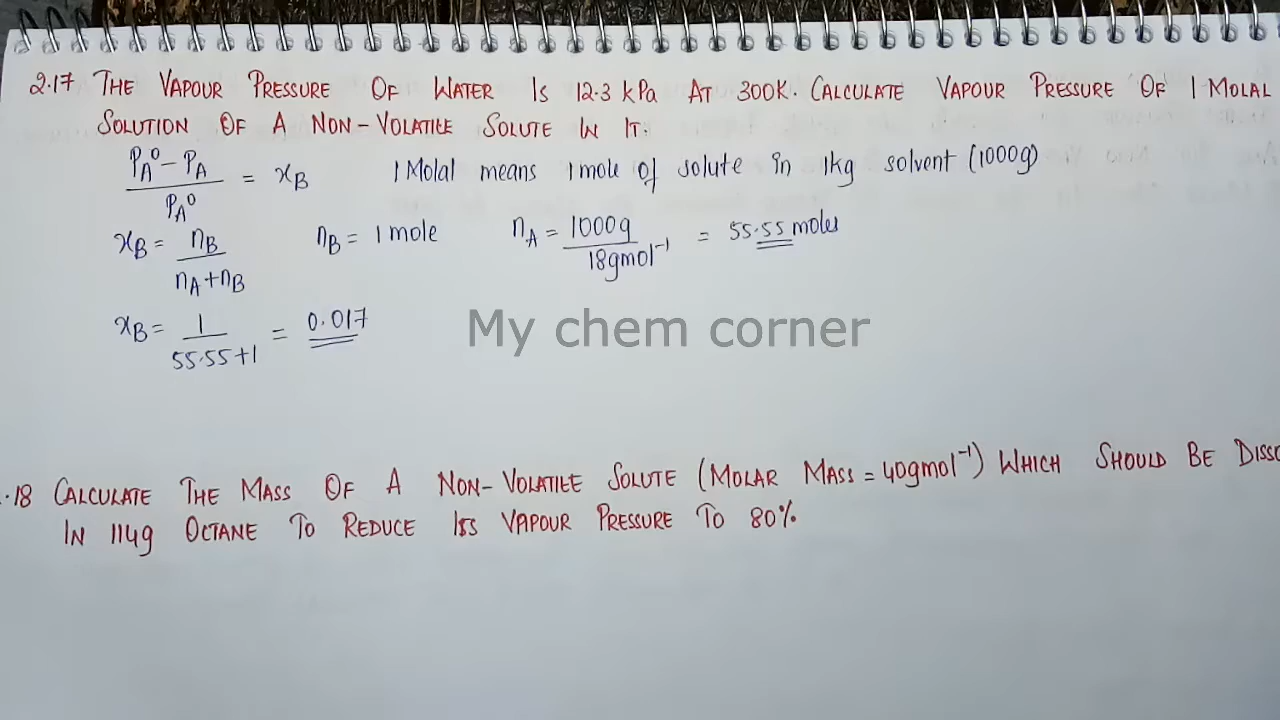 2.17 THE VAPOUR PRESSURE OF WATER IS 12.3 kPa AT 300K. CALCULATE VAPOUR PRESSURE OF 1 MOLAL
SOLUTION OF A NON-VOLATILE SOLUTE IN IT.
(P_A⁰ - P_A) / P_A⁰ = x_B 1 Molal means 1 mole of solute in 1kg solvent (1000g)
x_B = n_B / (n_A + n_B) n_B = 1 mole n_A = 1000g / 18gmol⁻¹ = 55.55 moles
x_B = 1 / (55.55+1) = 0.017
My chem corner
.18 CALCULATE THE MASS OF A NON-VOLATILE SOLUTE (MOLAR MASS = 40gmol⁻¹) WHICH SHOULD BE DISSO
IN 114g OCTANE TO REDUCE ITS VAPOUR PRESSURE TO 80%